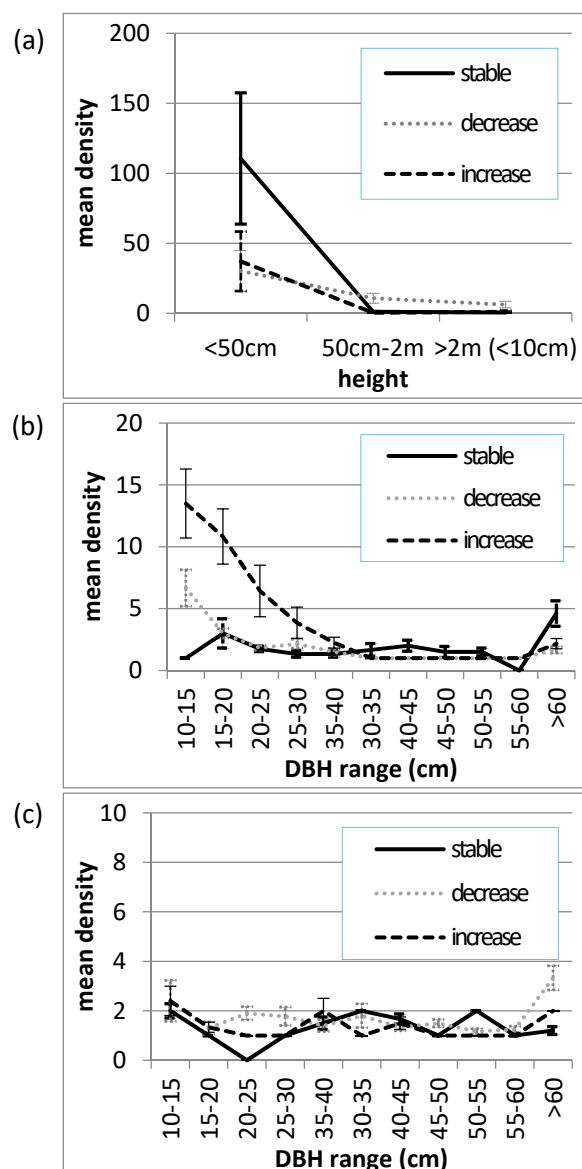 (a)
200
150
100
50
0
mean density
stable
decrease
increase
<50cm 50cm-2m >2m (<10cm)
height
(b)
20
15
10
5
0
mean density
stable
decrease
increase
10-15 15-20 20-25 25-30 35-40 30-35 40-45 45-50 50-55 55-60 >60
DBH range (cm)
(c)
10
8
6
4
2
0
mean density
stable
decrease
increase
10-15 15-20 20-25 25-30 35-40 30-35 40-45 45-50 50-55 55-60 >60
DBH range (cm)